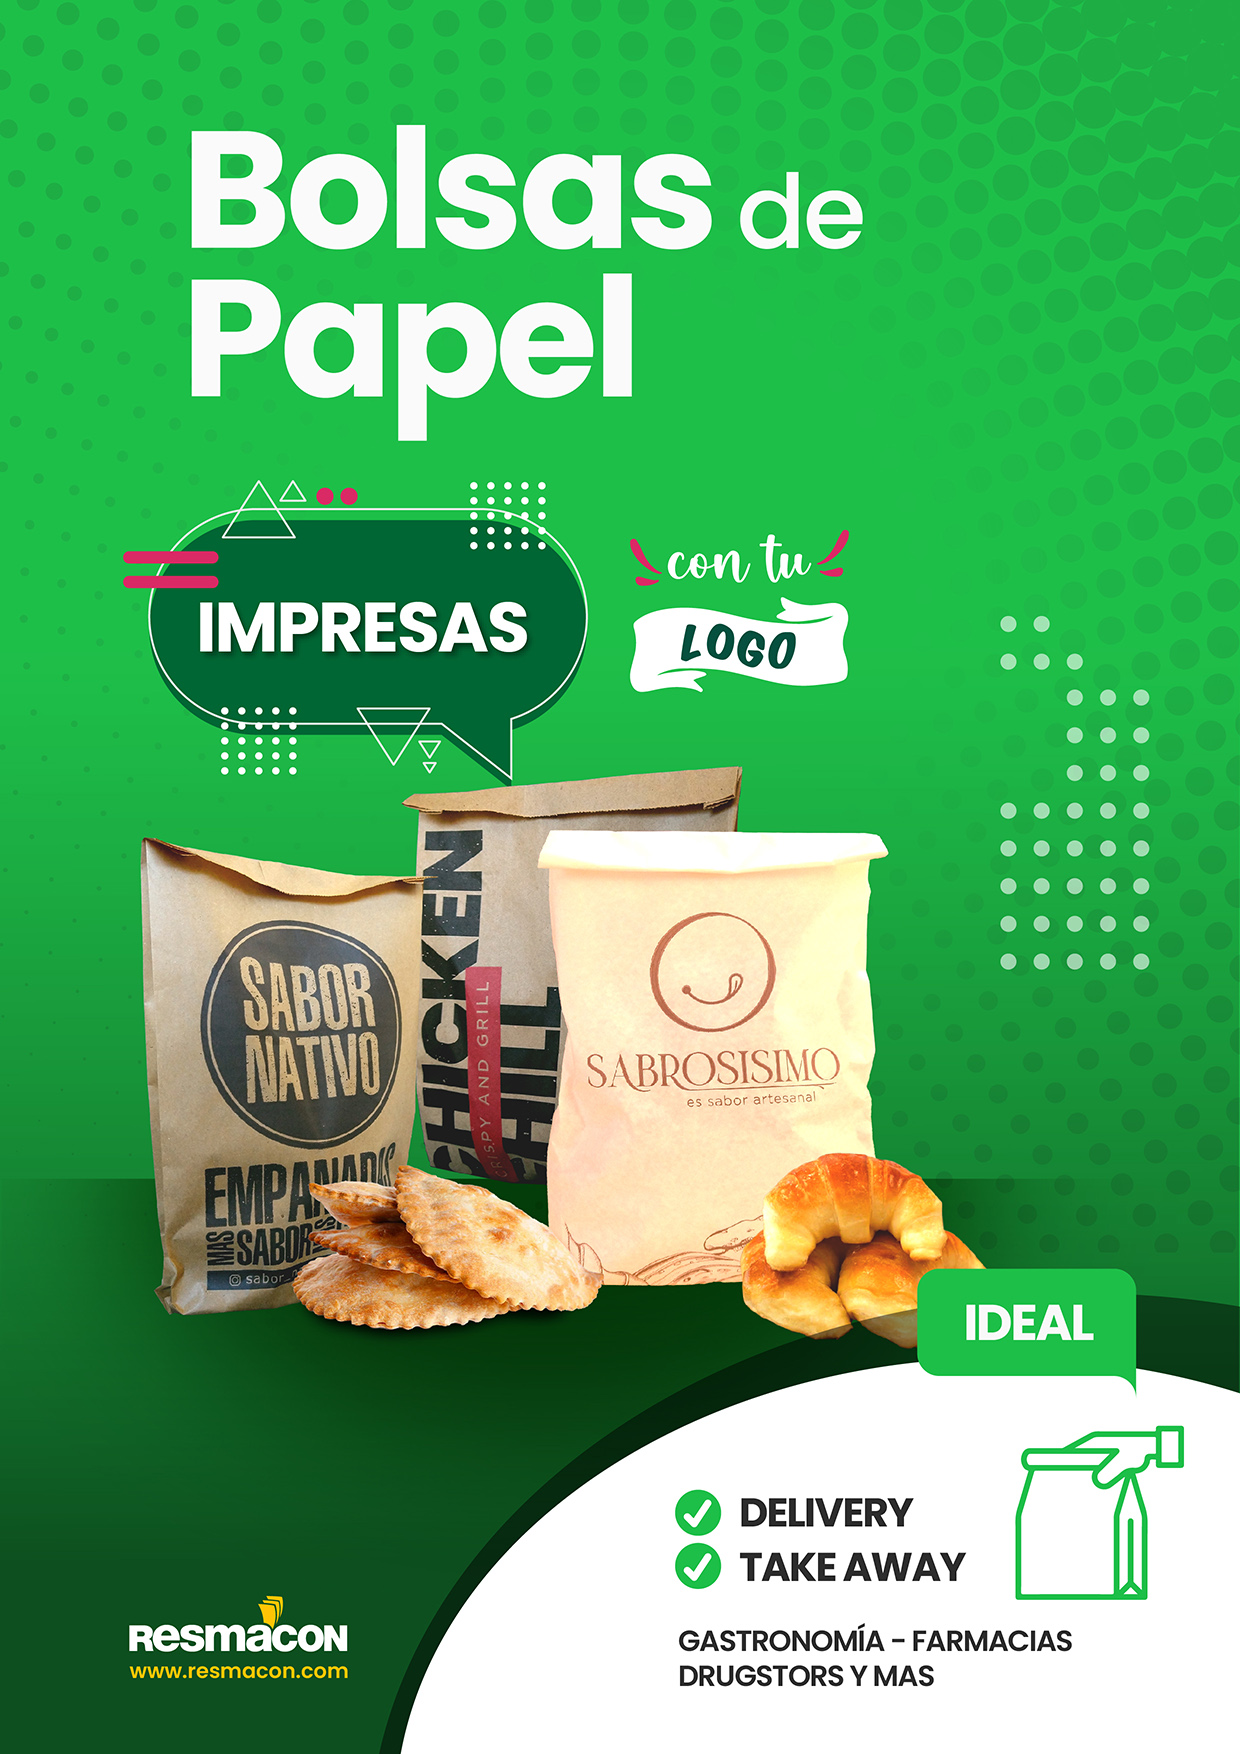 Bolsas de
Papel
IMPRESAS
con tu
LOGO
SABOR
NATIVO
EMPANADAS
MAS
SABOR
sabor
CHICKEN
CRISPY AND GRILL
CHILL
SABROSISIMO
es sabor artesanal
IDEAL
DELIVERY
TAKE AWAY
GASTRONOMÍA - FARMACIAS
DRUGSTORS Y MAS
RESMACON
www.resmacon.com